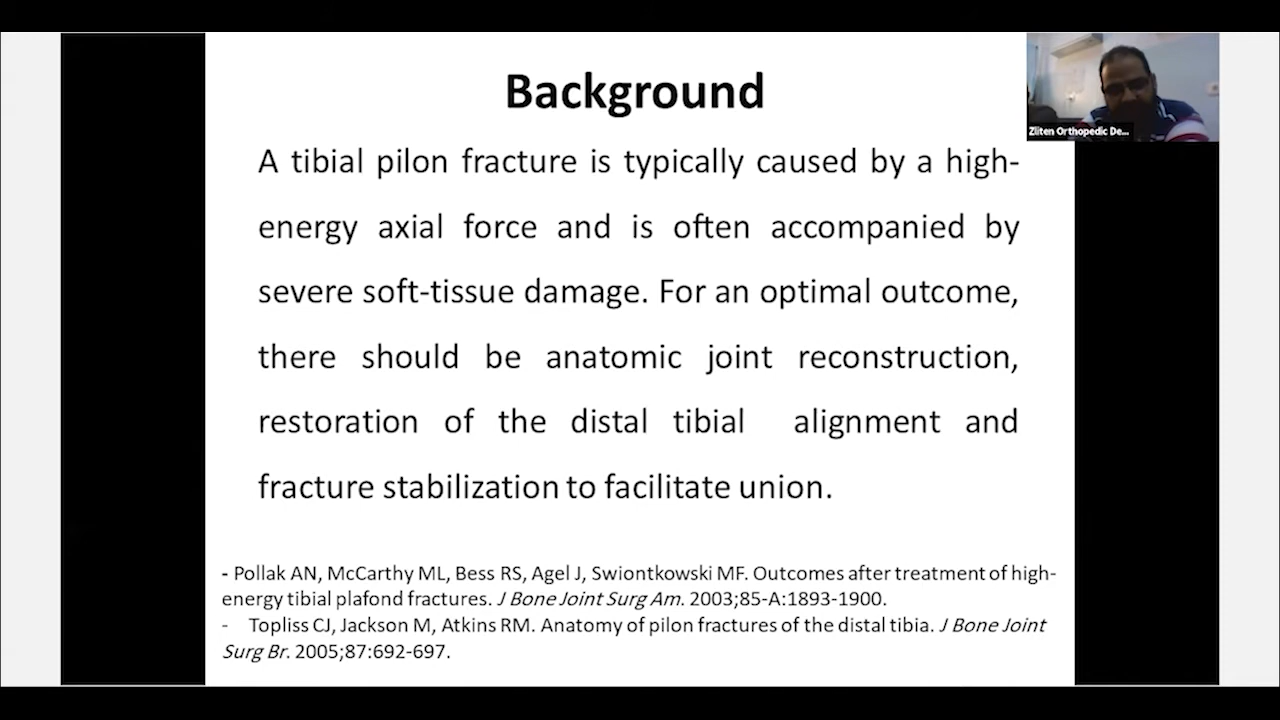 Background
Zliten Orthopedic De...
A tibial pilon fracture is typically caused by a high-
energy axial force and is often accompanied by
severe soft-tissue damage. For an optimal outcome,
there should be anatomic joint reconstruction,
restoration of the distal tibial alignment and
fracture stabilization to facilitate union.
- Pollak AN, McCarthy ML, Bess RS, Agel J, Swiontkowski MF. Outcomes after treatment of high-
energy tibial plafond fractures. J Bone Joint Surg Am. 2003;85-A:1893-1900.
- Topliss CJ, Jackson M, Atkins RM. Anatomy of pilon fractures of the distal tibia. J Bone Joint
Surg Br. 2005;87:692-697.